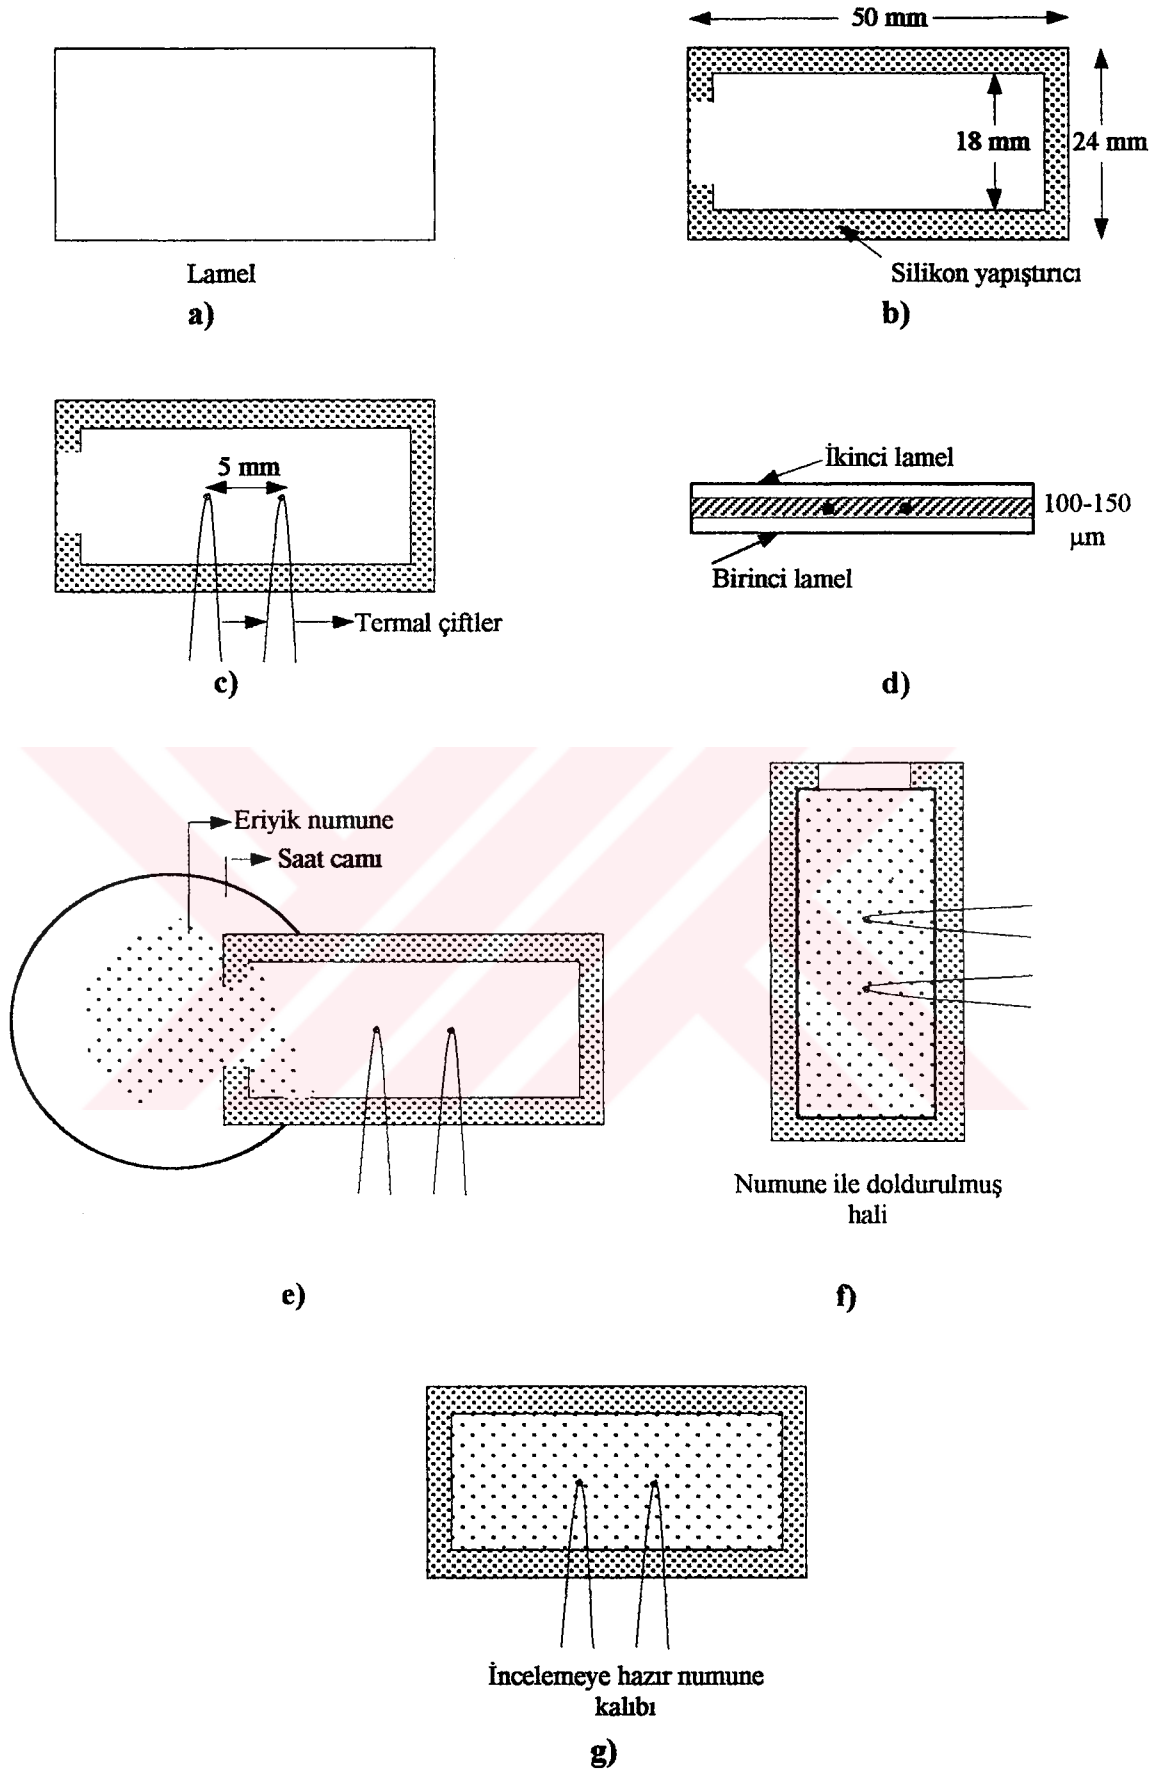 50 mm
18 mm
24 mm
Lamel
Silikon yapıştırıcı
a)
b)
5 mm
Termal çiftler
c)
İkinci lamel
100-150
µm
Birinci lamel
d)
Eriyik numune
Saat camı
e)
Numune ile doldurulmuş
hali
f)
İncelemeye hazır numune
kalıbı
g)